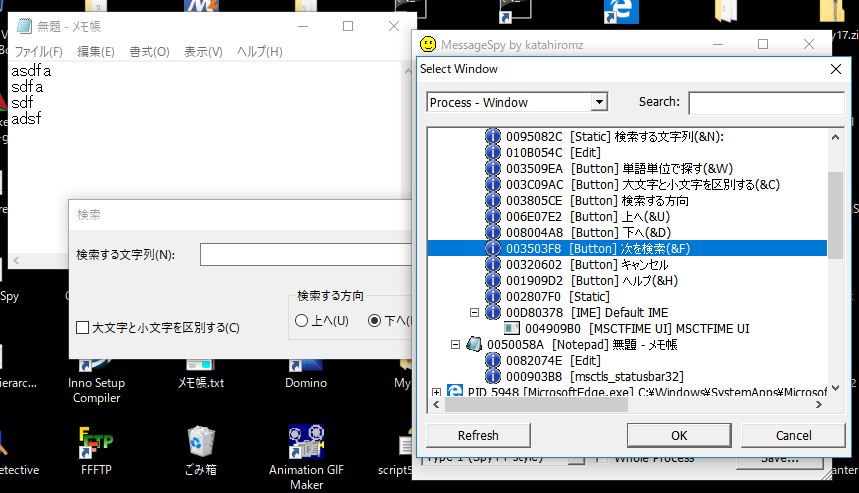 無題 - メモ帳
ファイル(F) 編集(E) 書式(O) 表示(V) ヘルプ(H)
asdfa
sdfa
sdf
adsf
検索
検索する文字列(N):
検索する方向
大文字と小文字を区別する(C)
上へ(U)
下へ(
MessageSpy by katahiromz
Select Window
Process - Window
Search:
0095082C [Static] 検索する文字列(&N):
010B054C [Edit]
003509EA [Button] 単語単位で探す(&W)
003C09AC [Button] 大文字と小文字を区別する(&C)
003805CE [Button] 検索する方向
006E07E2 [Button] 上へ(&U)
008004A8 [Button] 下へ(&D)
003503F8 [Button] 次を検索(&F)
00320602 [Button] キャンセル
001909D2 [Button] ヘルプ(&H)
002807F0 [Static]
00D80378 [IME] Default IME
004909B0 [MSCTFIME UI] MSCTFIME UI
0050058A [Notepad] 無題 - メモ帳
0082074E [Edit]
000903B8 [msctls_statusbar32]
PID 5948 [MicrosoftEdge.exe] C:¥Windows¥SystemApps¥Microsof
Refresh
OK
Cancel
Type 1 (Spy++ style)
Whole Process
Save...
17.zi
Spy
ierarc...
Inno Setup
Compiler
メモ帳.txt
Domino
My
etective
FFFTP
ごみ箱
Animation GIF
Maker
script5